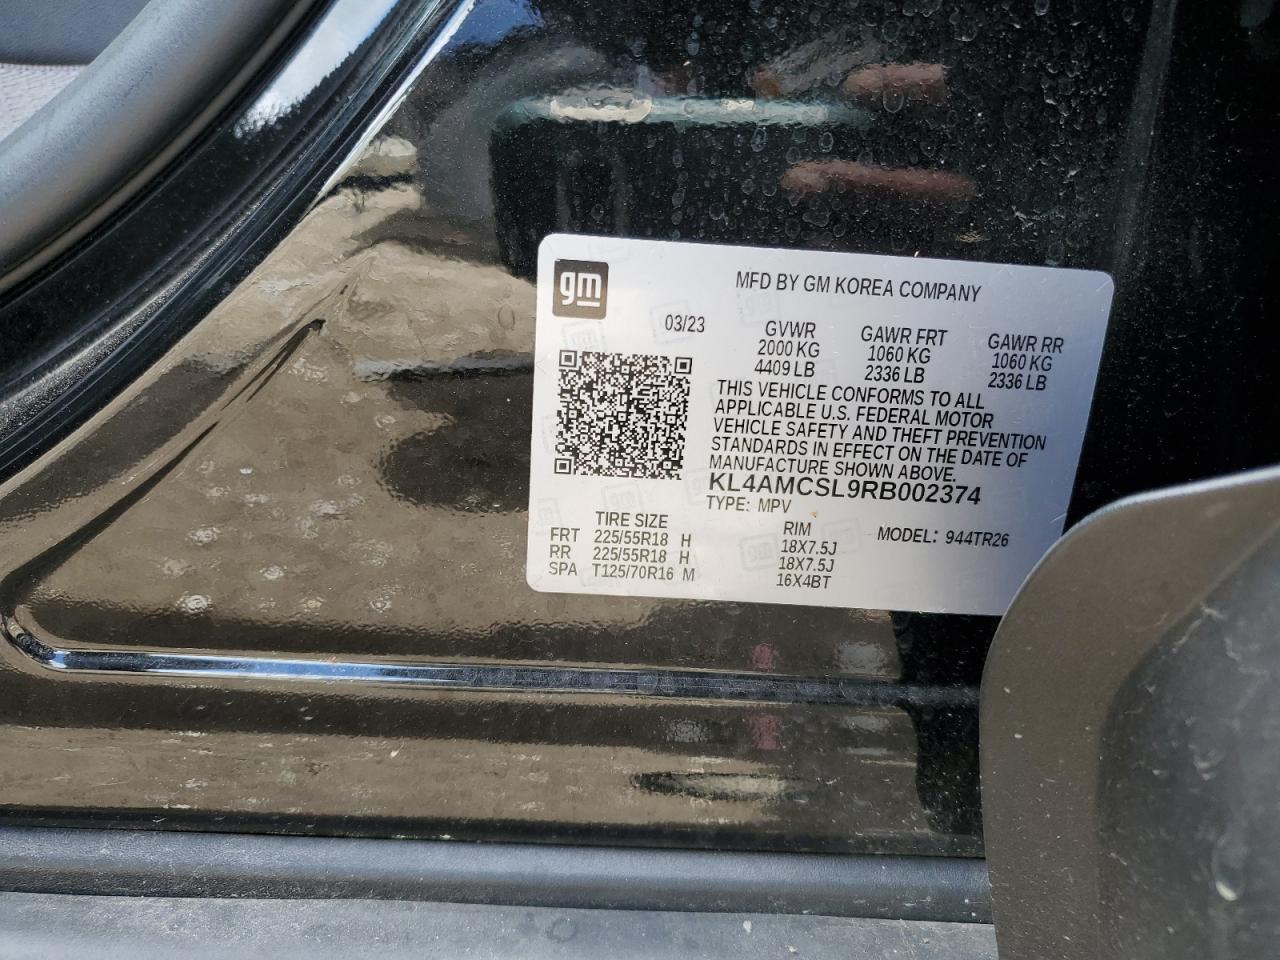 gm
MFD BY GM KOREA COMPANY
03/23 GVWR GAWR FRT GAWR RR
2000 KG 1060 KG 1060 KG
4409 LB 2336 LB 2336 LB
THIS VEHICLE CONFORMS TO ALL
APPLICABLE U.S. FEDERAL MOTOR
VEHICLE SAFETY AND THEFT PREVENTION
STANDARDS IN EFFECT ON THE DATE OF
MANUFACTURE SHOWN ABOVE.
KL4AMCSL9RB002374
TYPE: MPV
TIRE SIZE RIM MODEL: 944TR26
FRT 225/55R18 H 18X7.5J
RR 225/55R18 H 18X7.5J
SPA T125/70R16 M 16X4BT